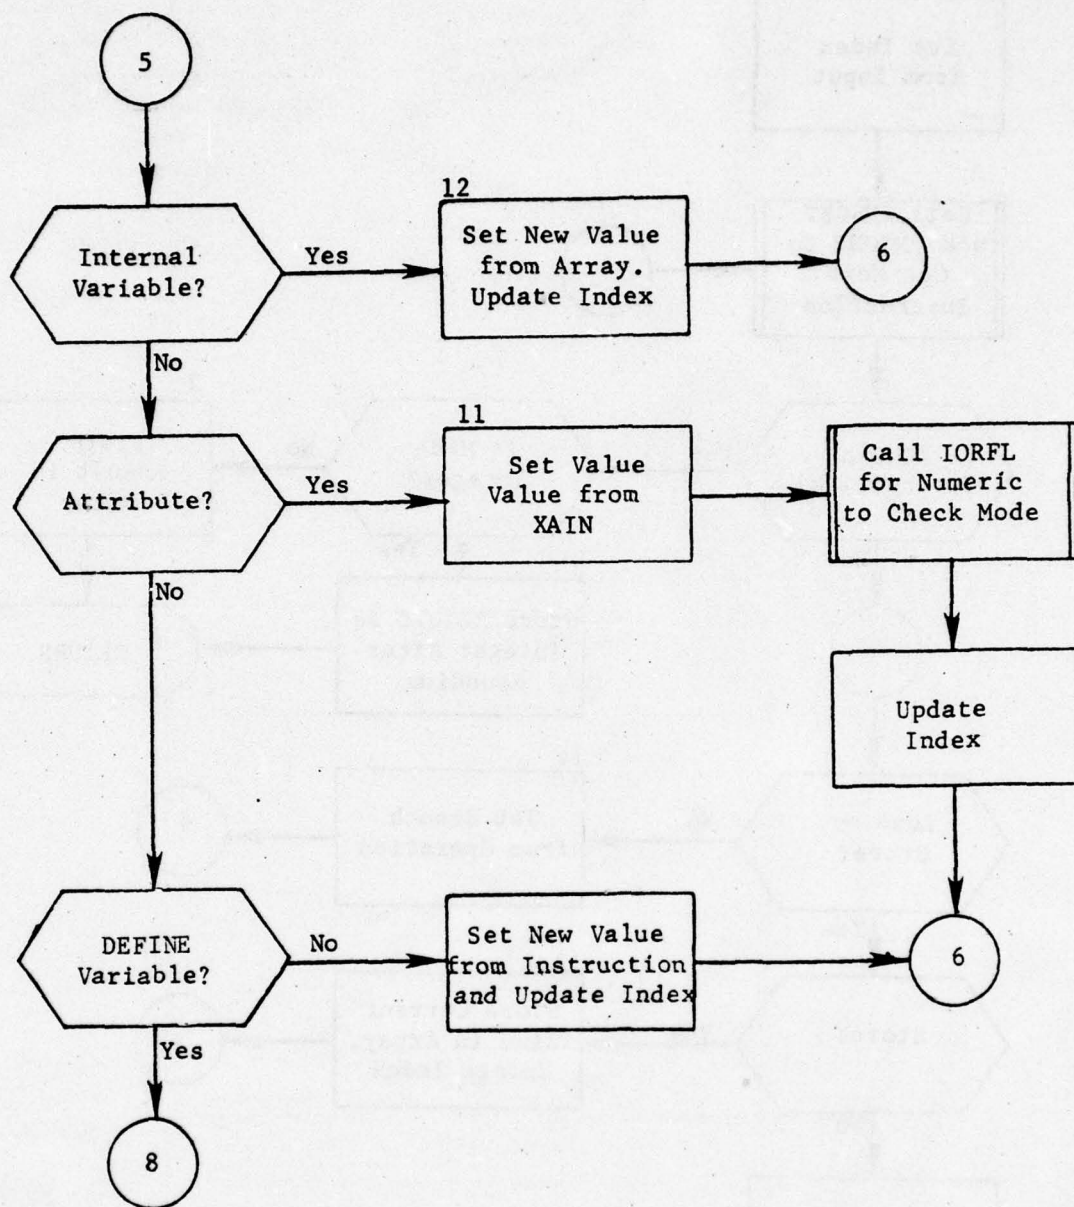 5
Internal
Variable?
Yes
No
12
Set New Value
from Array.
Update Index
6
Attribute?
Yes
No
11
Set Value
Value from
XAIN
Call IORFL
for Numeric
to Check Mode
Update
Index
DEFINE
Variable?
No
Yes
Set New Value
from Instruction
and Update Index
6
8